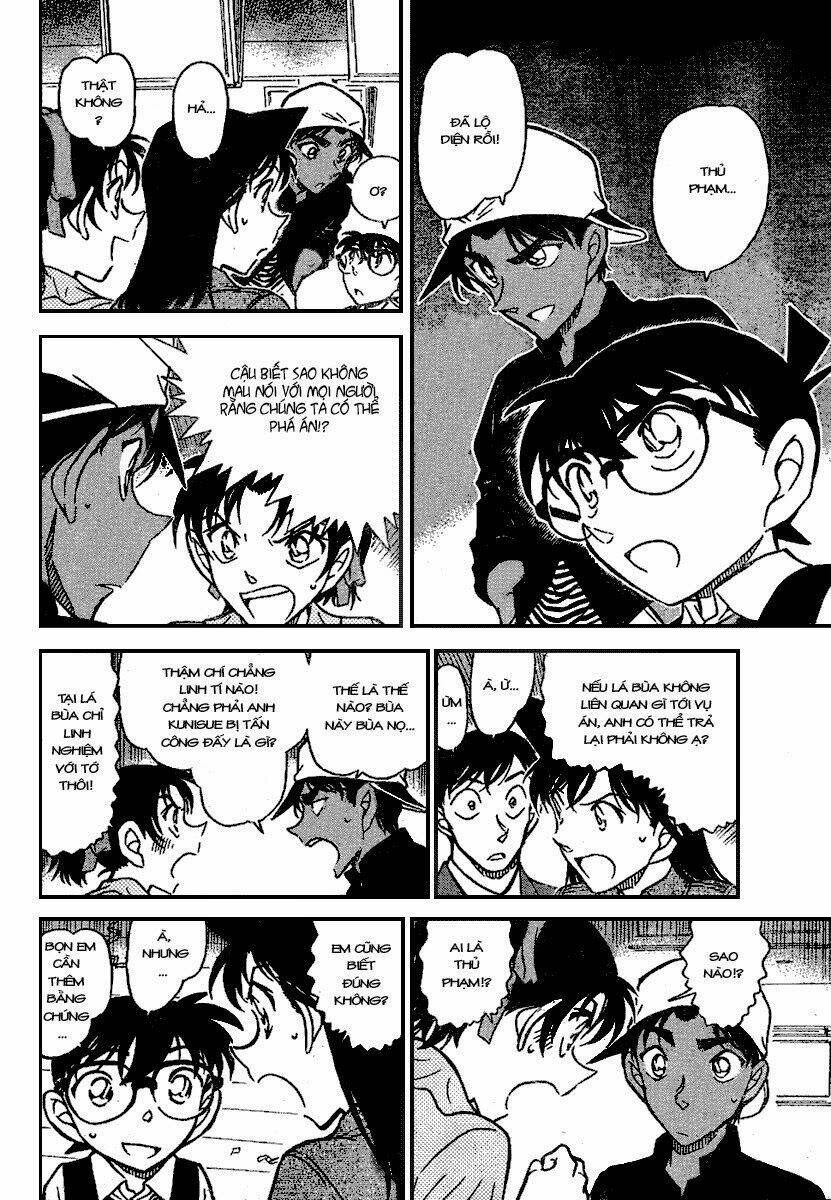 THỦ
PHẠM...
ĐÃ LỘ
DIỆN RỒI!
Ơ?
HẢ...
THẬT
KHÔNG
?
CẬU BIẾT SAO KHÔNG
MAU NÓI VỚI MỌI NGƯỜI
RẰNG CHÚNG TA CÓ THỂ
PHÁ ÁN!?
NẾU LÁ BÙA KHÔNG
LIÊN QUAN GÌ TỚI VỤ
ÁN, ANH CÓ THỂ TRẢ
LẠI PHẢI KHÔNG Ạ?
À, Ừ...
ỪM
...
THẾ LÀ THẾ
NÀO? BÙA
NÀY BÙA NỌ...
THẬM CHÍ CHẲNG
LINH TÍ NÀO!
CHẲNG PHẢI ANH
KUNIGUE BỊ TẤN
CÔNG ĐẤY LÀ GÌ?
TẠI LÁ
BÙA CHỈ
LINH
NGHIỆM
VỚI TỚ
THÔI!
SAO
NÀO!?
AI LÀ
THỦ
PHẠM!?
EM CŨNG
BIẾT
ĐÚNG
KHÔNG?
À,
NHƯNG
...
BỌN EM
CẦN
THÊM
BẰNG
CHỨNG
...